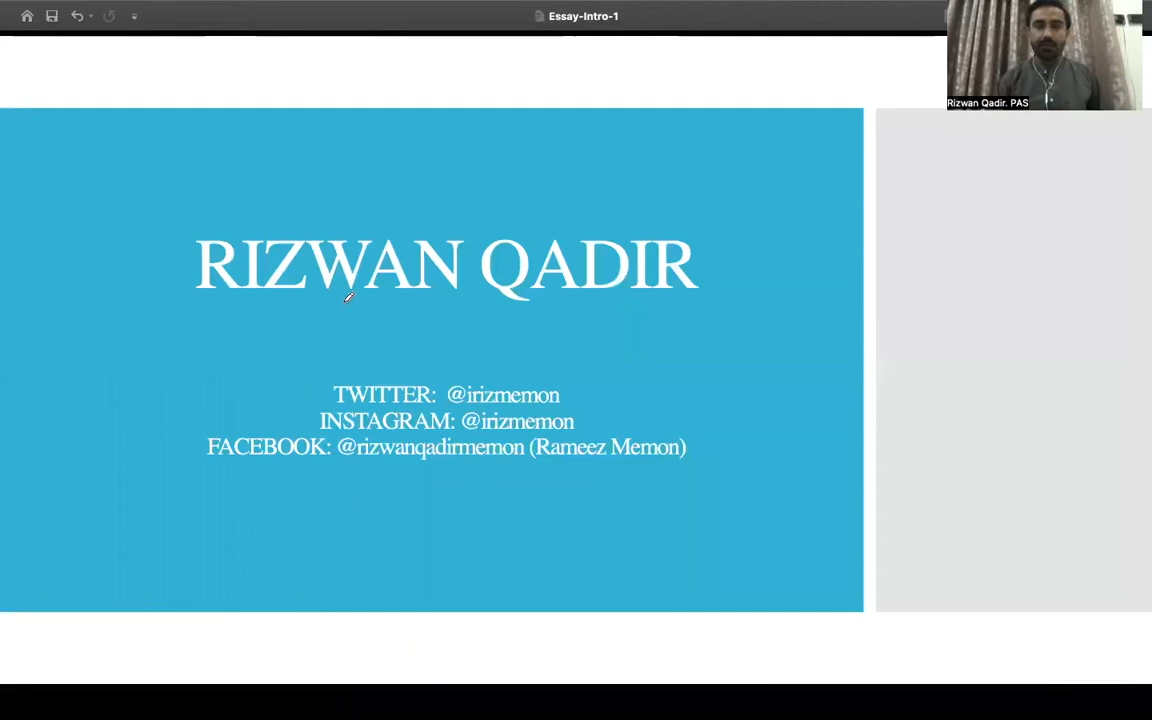 Essay-Intro-1
Rizwan Qadir. PAS
RIZWAN QADIR
TWITTER: @irizmemon
INSTAGRAM: @irizmemon
FACEBOOK: @rizwanqadirmemon (Rameez Memon)